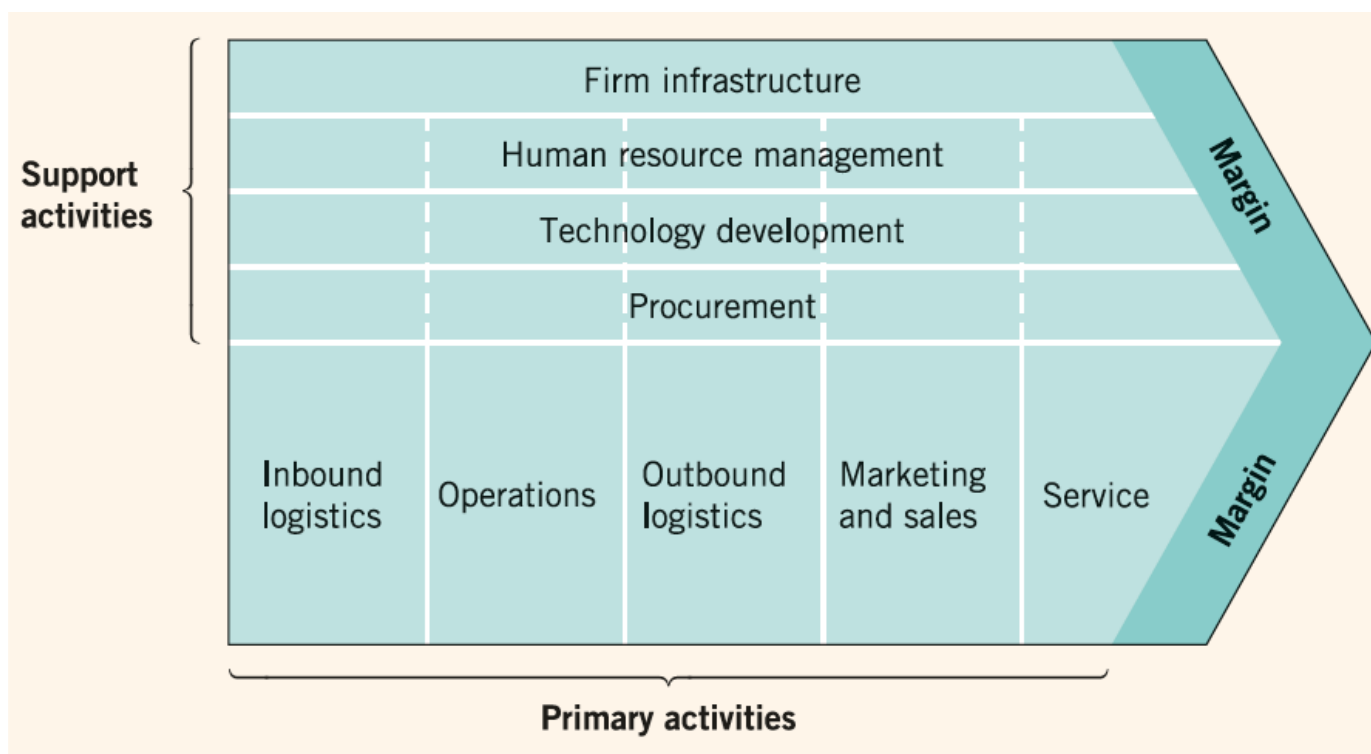 Firm infrastructure
Human resource management
Technology development
Procurement
Support
activities
Inbound
logistics
Operations
Outbound
logistics
Marketing
and sales
Service
Margin
Margin
Primary activities